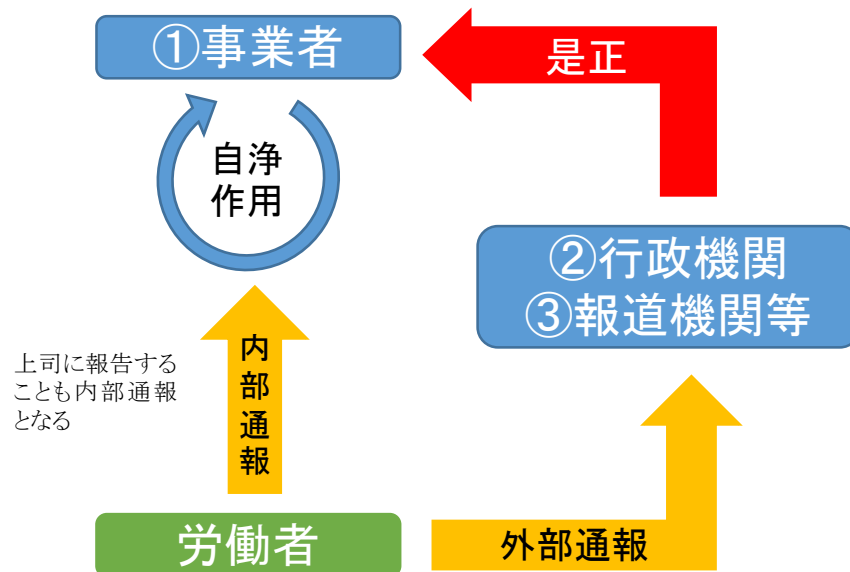 ①事業者
是正
自浄
作用
②行政機関
③報道機関等
内部通報
上司に報告する
ことも内部通報
となる
労働者
外部通報